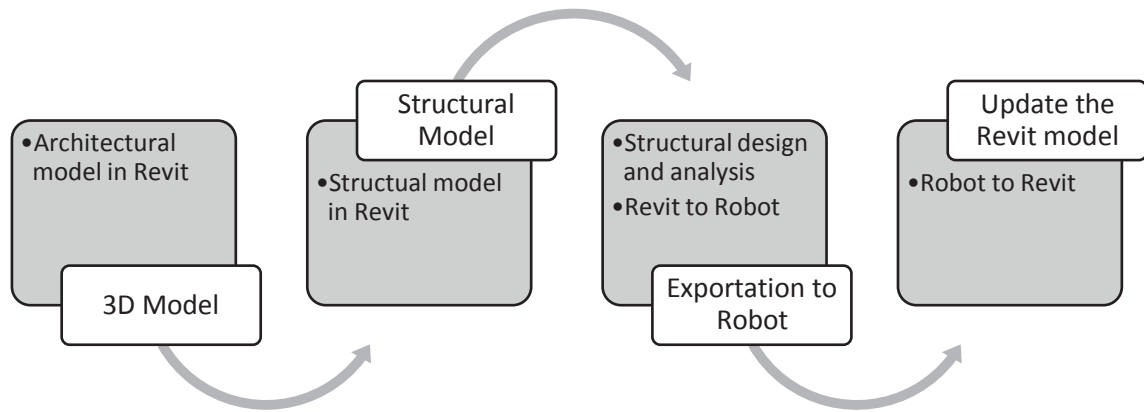 •Architectural
model in Revit
3D Model
Structural
Model
•Structual model
in Revit
•Structural design
and analysis
•Revit to Robot
Exportation to
Robot
Update the
Revit model
•Robot to Revit